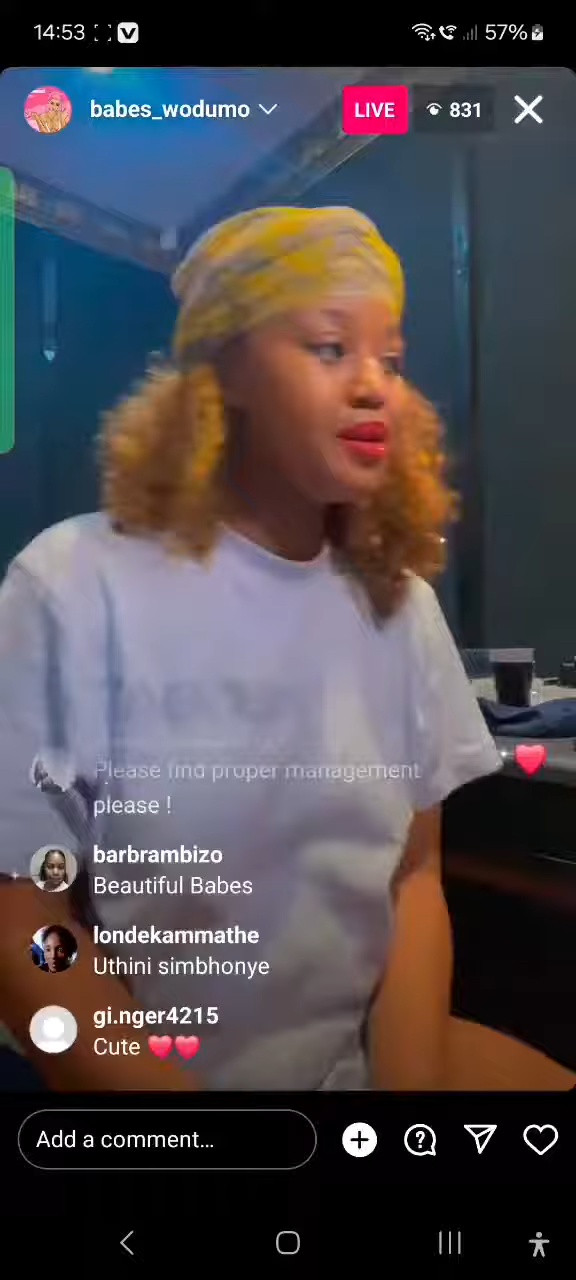 14:53
57%
babes_wodumo
LIVE
831
Please find proper management
please !
barbrambizo
Beautiful Babes
londekammathe
Uthini simbhonye
gi.nger4215
Cute ❤️❤️
Add a comment...